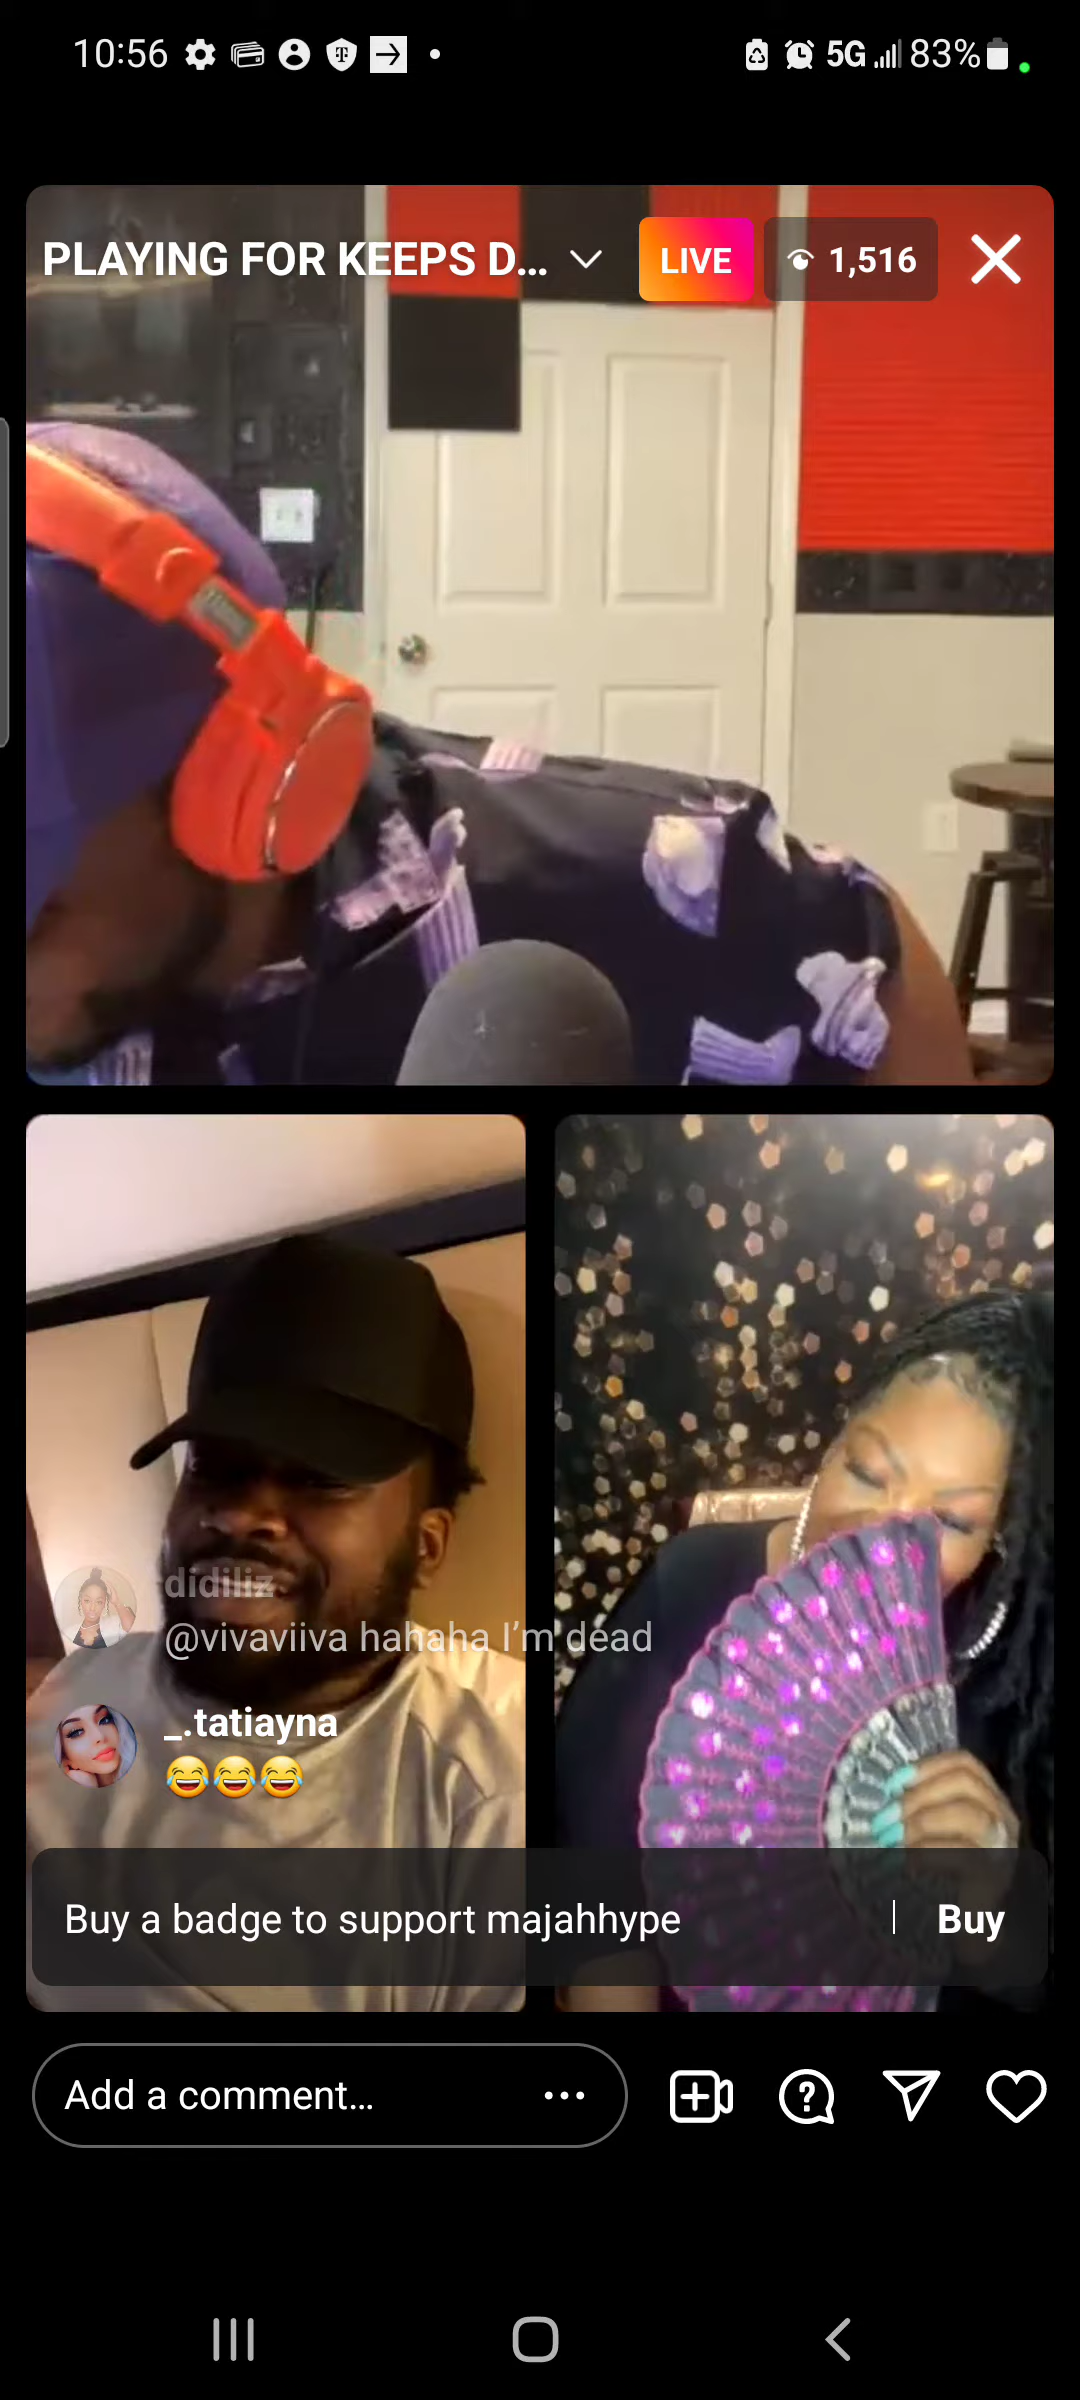 10:56
5G
83%
PLAYING FOR KEEPS D...
LIVE
1,516
didiliz
@vivaviiva hahaha I'm dead
_.tatiayna
😂😂😂
Buy a badge to support majahhype
Buy
Add a comment...